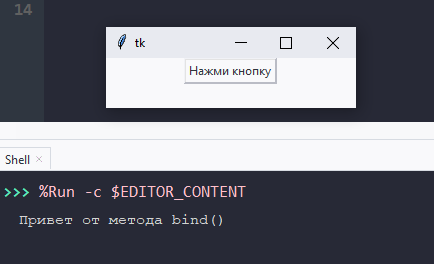 14
tk
Нажми кнопку
Shell ×
>>> %Run -c $EDITOR_CONTENT
Привет от метода bind()